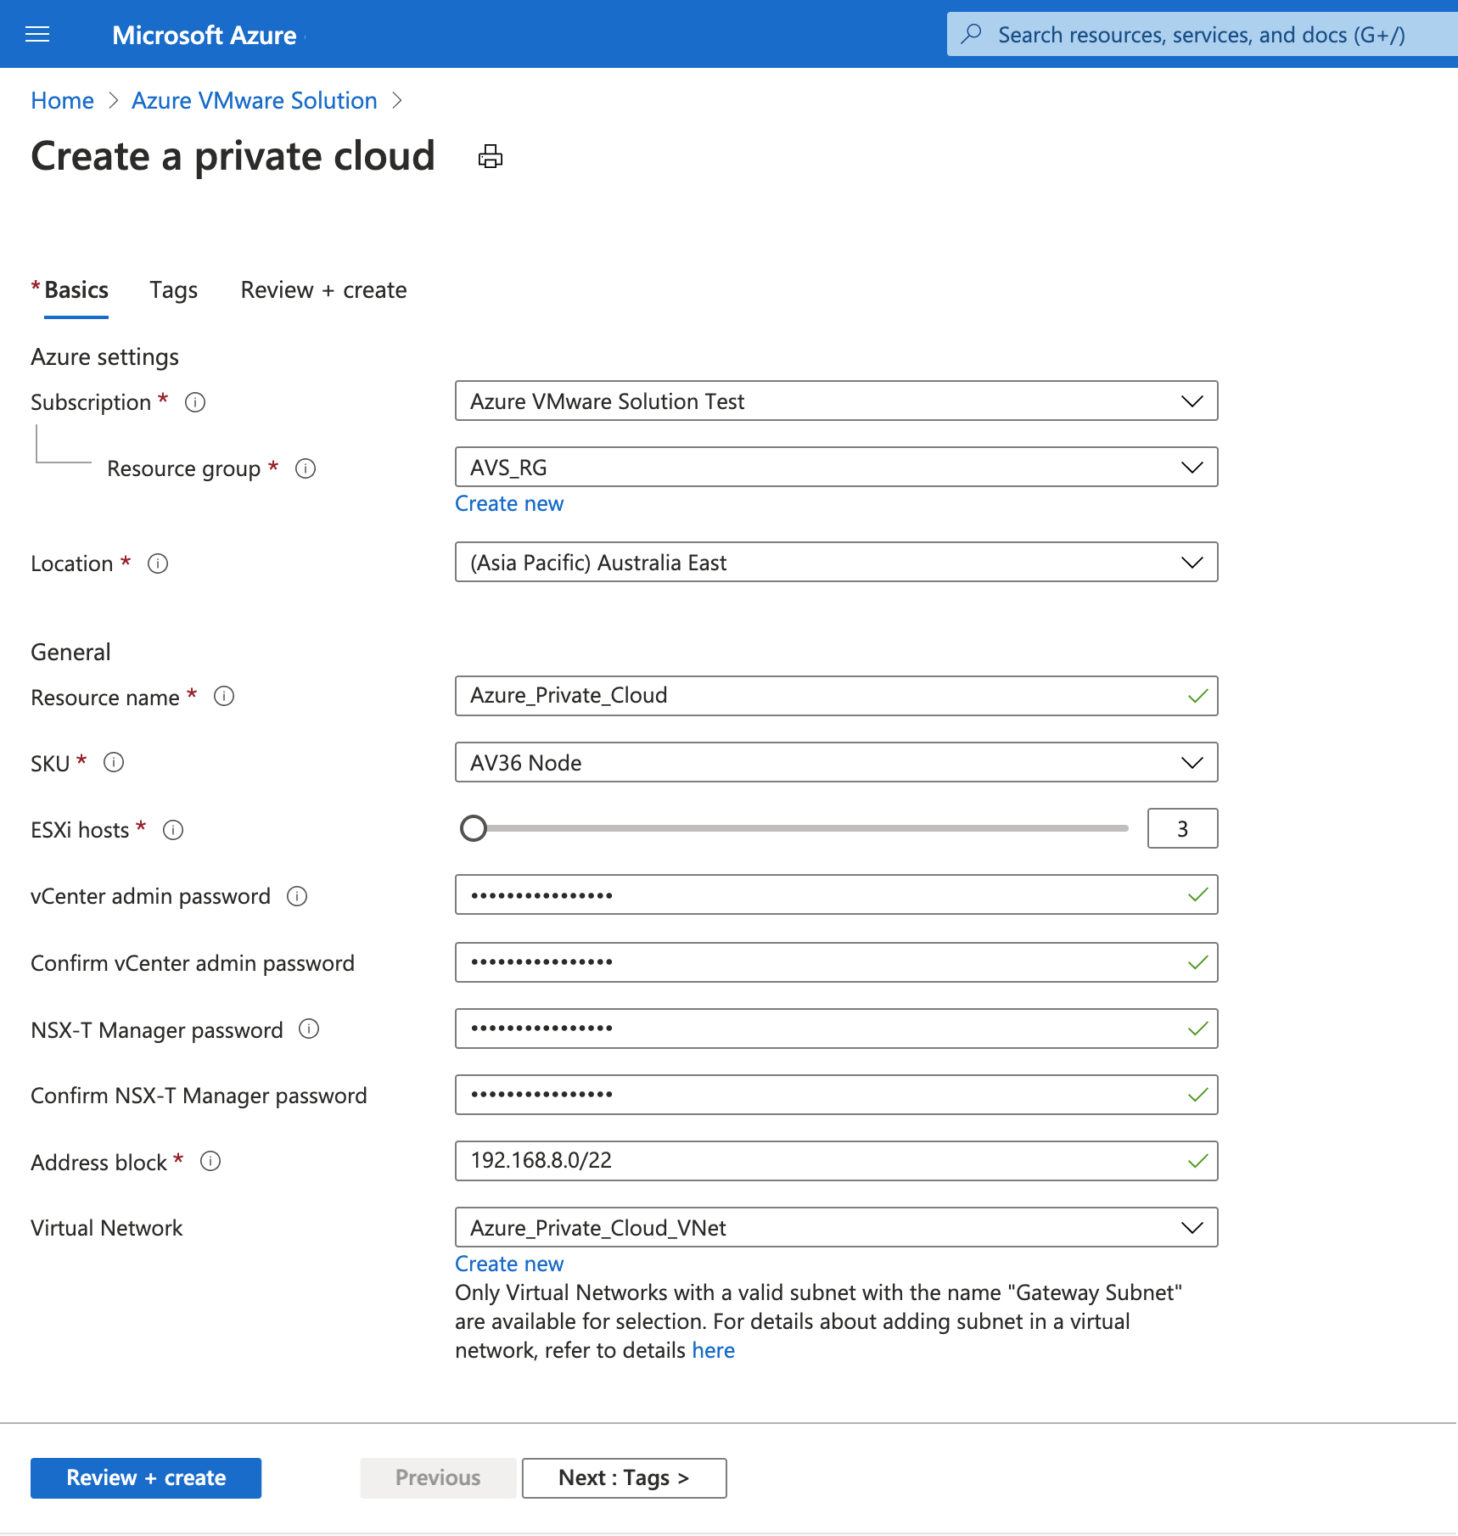 Microsoft Azure
Search resources, services, and docs (G+/)
Home > Azure VMware Solution >
Create a private cloud
* Basics Tags Review + create
Azure settings
Subscription * Azure VMware Solution Test
Resource group * AVS_RG
Create new
Location * (Asia Pacific) Australia East
General
Resource name * Azure_Private_Cloud
SKU * AV36 Node
ESXi hosts * 3
vCenter admin password ••••••••••••••••
Confirm vCenter admin password ••••••••••••••••
NSX-T Manager password ••••••••••••••••
Confirm NSX-T Manager password ••••••••••••••••
Address block * 192.168.8.0/22
Virtual Network Azure_Private_Cloud_VNet
Create new
Only Virtual Networks with a valid subnet with the name "Gateway Subnet"
are available for selection. For details about adding subnet in a virtual
network, refer to details here
Review + create Previous Next : Tags >